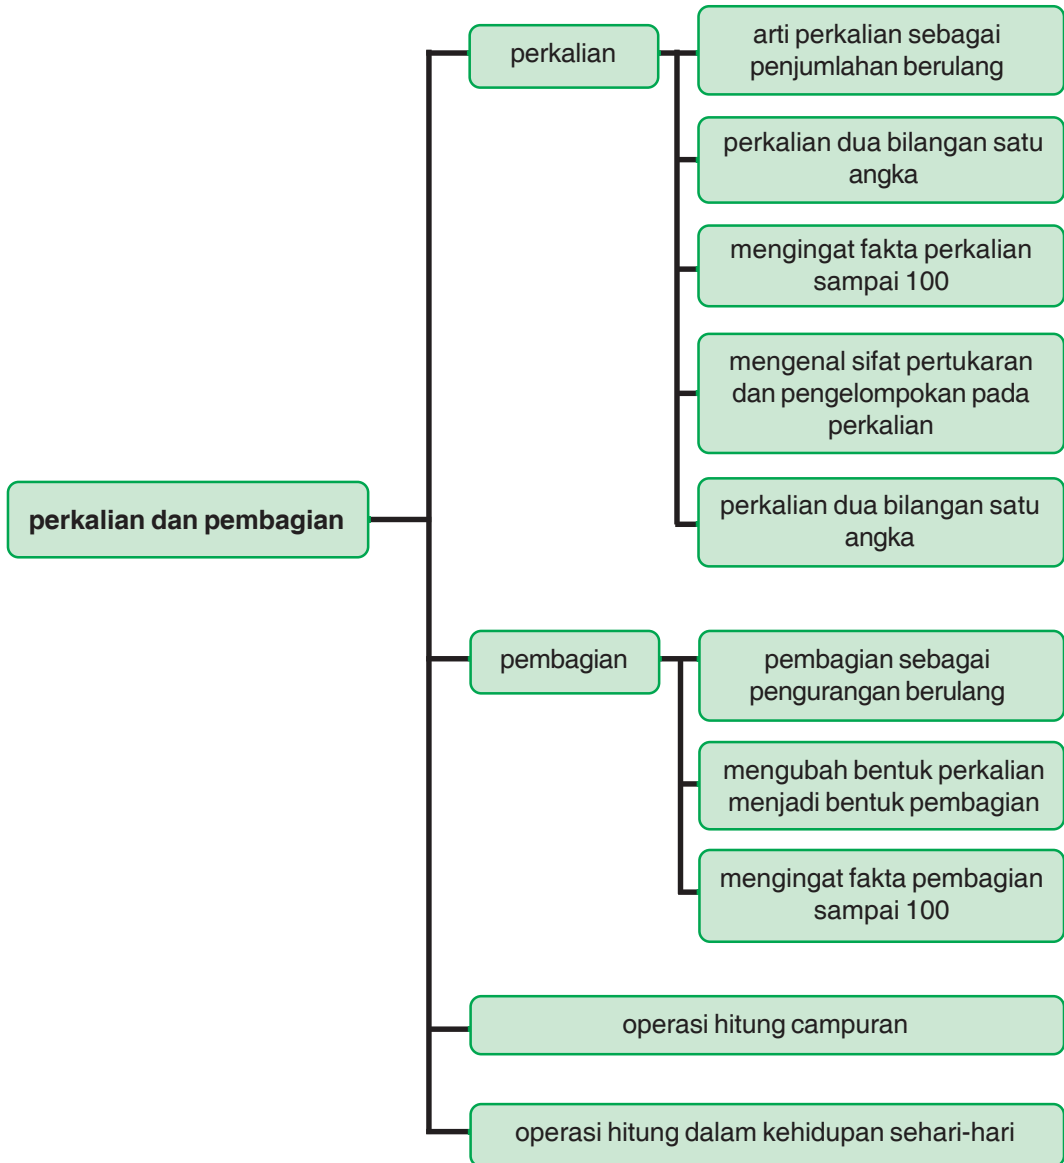 perkalian
arti perkalian sebagai
penjumlahan berulang
perkalian dua bilangan satu
angka
mengingat fakta perkalian
sampai 100
mengenal sifat pertukaran
dan pengelompokan pada
perkalian
perkalian dua bilangan satu
angka
perkalian dan pembagian
pembagian
pembagian sebagai
pengurangan berulang
mengubah bentuk perkalian
menjadi bentuk pembagian
mengingat fakta pembagian
sampai 100
operasi hitung campuran
operasi hitung dalam kehidupan sehari-hari